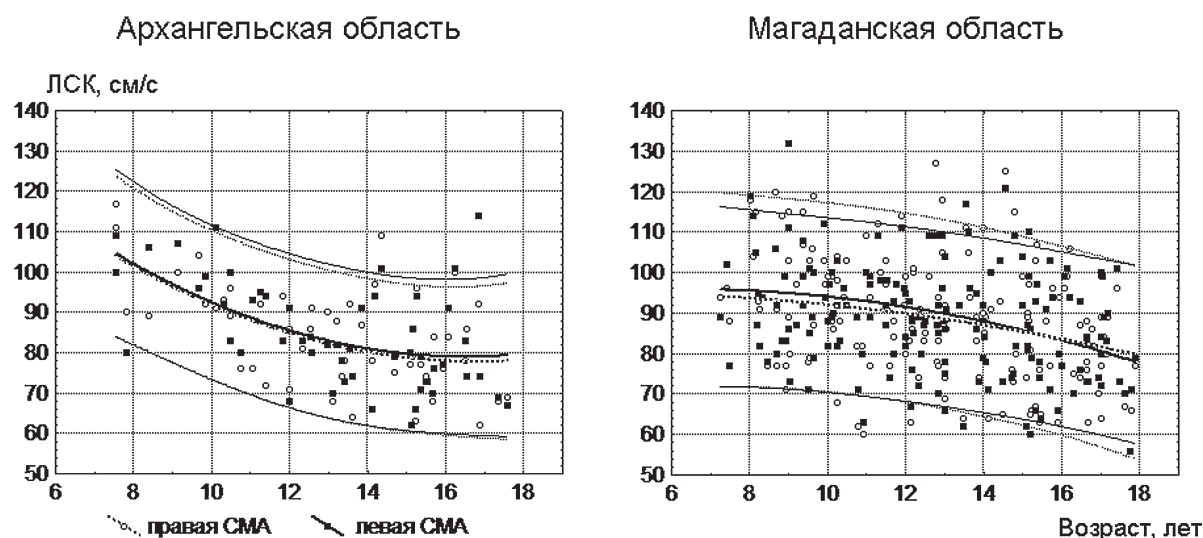 Архангельская область
Магаданская область
ЛСК, см/с
140
130
120
110
100
90
80
70
60
50
6 8 10 12 14 16 18
140
130
120
110
100
90
80
70
60
50
6 8 10 12 14 16 18
правая СМА левая СМА
Возраст, лет